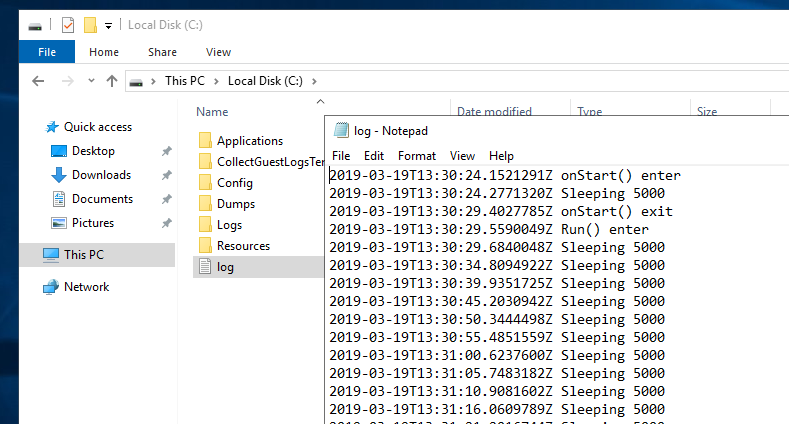 Local Disk (C:)
File Home Share View
This PC Local Disk (C:)
Name Date modified Type Size
Quick access
Desktop
Downloads
Documents
Pictures
This PC
Network
Applications
CollectGuestLogsTer
Config
Dumps
Logs
Resources
log
log - Notepad
File Edit Format View Help
2019-03-19T13:30:24.1521291Z onStart() enter
2019-03-19T13:30:24.2771320Z Sleeping 5000
2019-03-19T13:30:29.4027785Z onStart() exit
2019-03-19T13:30:29.5590049Z Run() enter
2019-03-19T13:30:29.6840048Z Sleeping 5000
2019-03-19T13:30:34.8094922Z Sleeping 5000
2019-03-19T13:30:39.9351725Z Sleeping 5000
2019-03-19T13:30:45.2030942Z Sleeping 5000
2019-03-19T13:30:50.3444498Z Sleeping 5000
2019-03-19T13:30:55.4851559Z Sleeping 5000
2019-03-19T13:31:00.6237600Z Sleeping 5000
2019-03-19T13:31:05.7483182Z Sleeping 5000
2019-03-19T13:31:10.9081602Z Sleeping 5000
2019-03-19T13:31:16.0609789Z Sleeping 5000